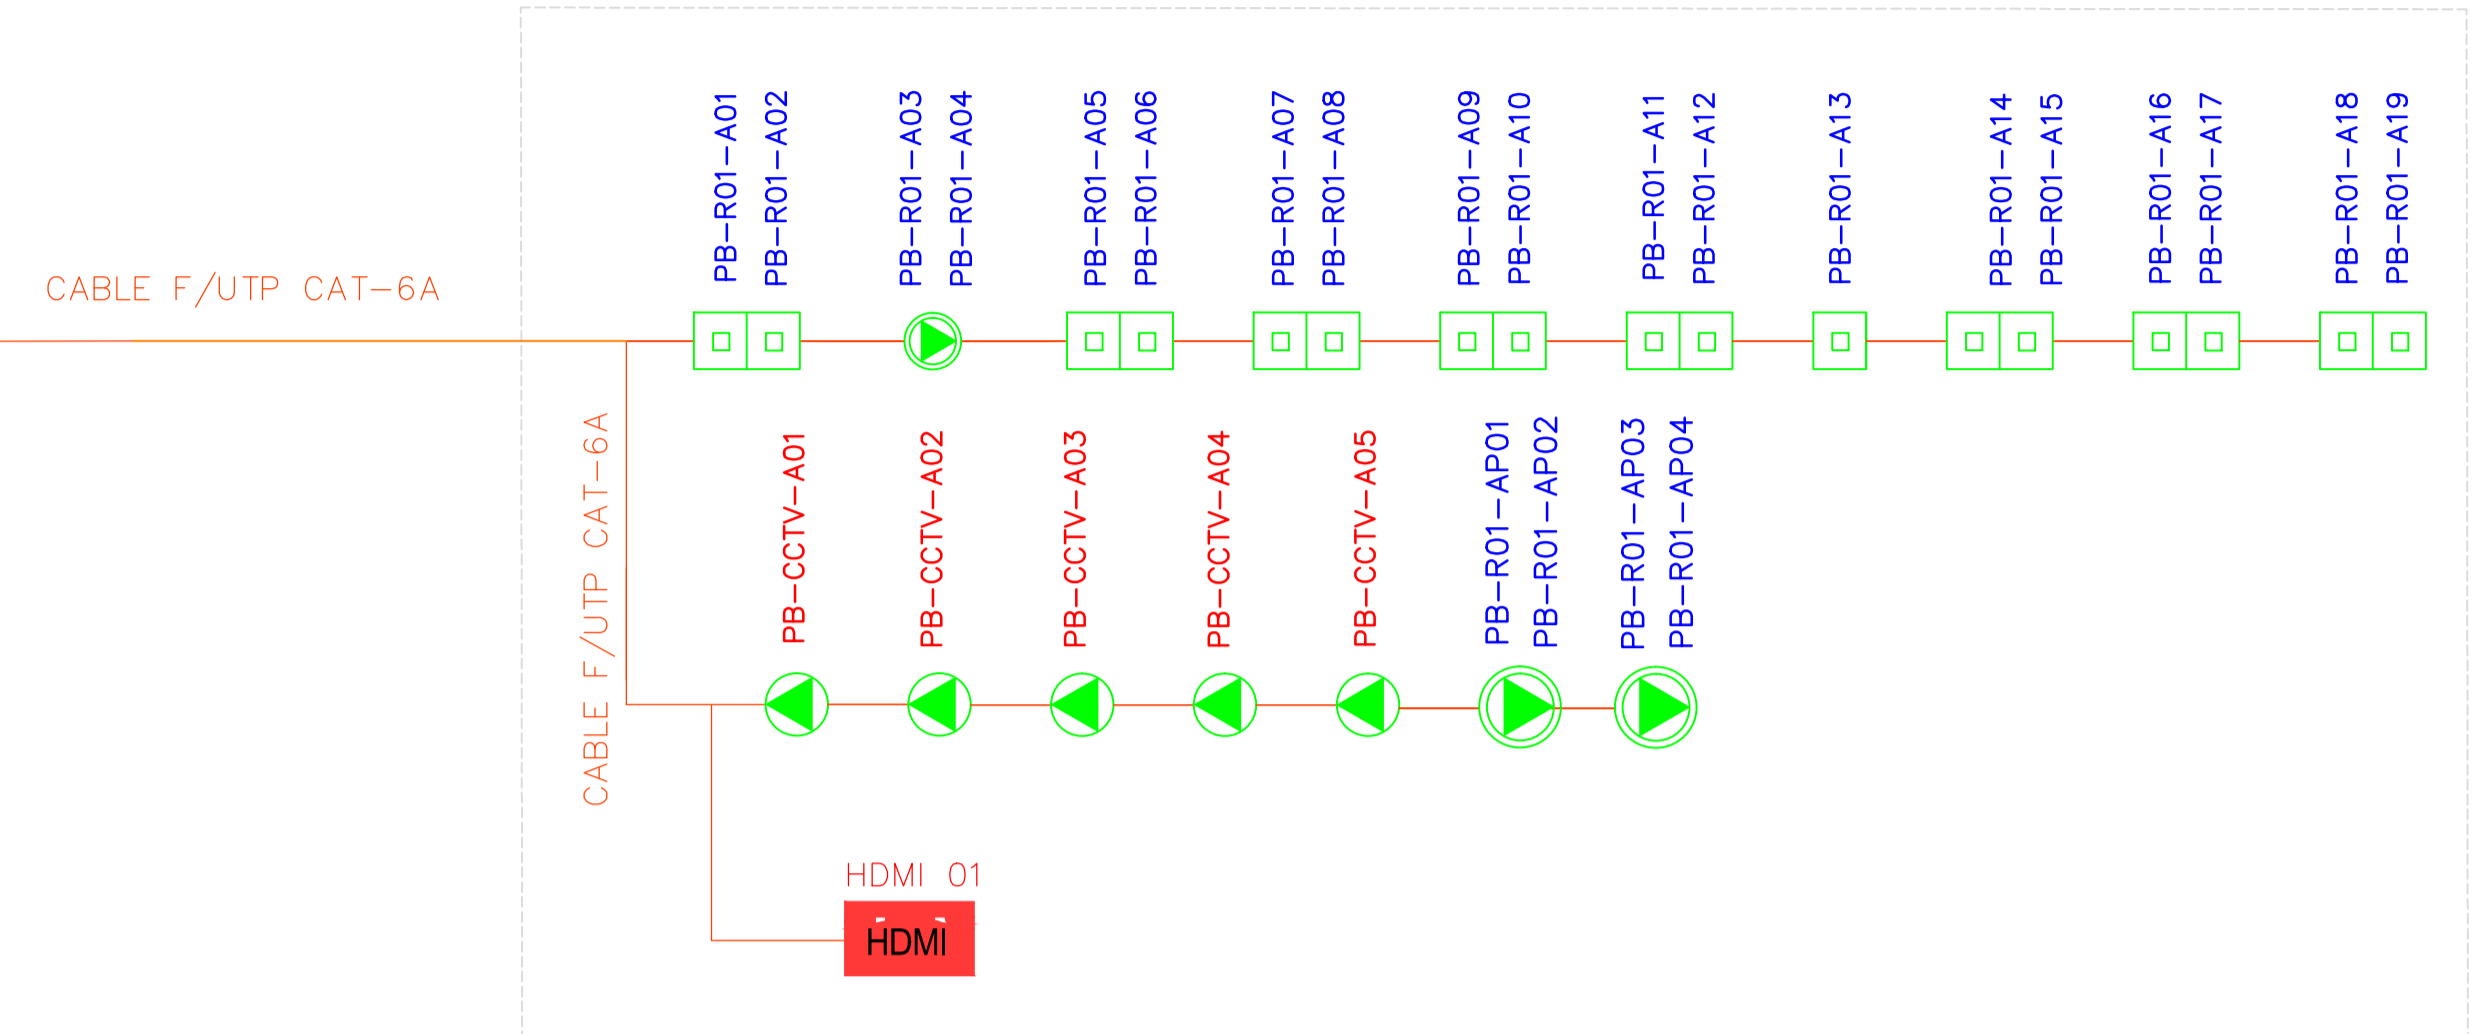 PB-R01-A01
PB-R01-A02
PB-R01-A03
PB-R01-A04
PB-R01-A05
PB-R01-A06
PB-R01-A07
PB-R01-A08
PB-R01-A09
PB-R01-A10
PB-R01-A11
PB-R01-A12
PB-R01-A13
PB-R01-A14
PB-R01-A15
PB-R01-A16
PB-R01-A17
PB-R01-A18
PB-R01-A19
CABLE F/UTP CAT-6A
CABLE F/UTP CAT-6A
PB-CCTV-A01
PB-CCTV-A02
PB-CCTV-A03
PB-CCTV-A04
PB-CCTV-A05
PB-R01-AP01
PB-R01-AP02
PB-R01-AP03
PB-R01-AP04
HDMI 01
HDMI